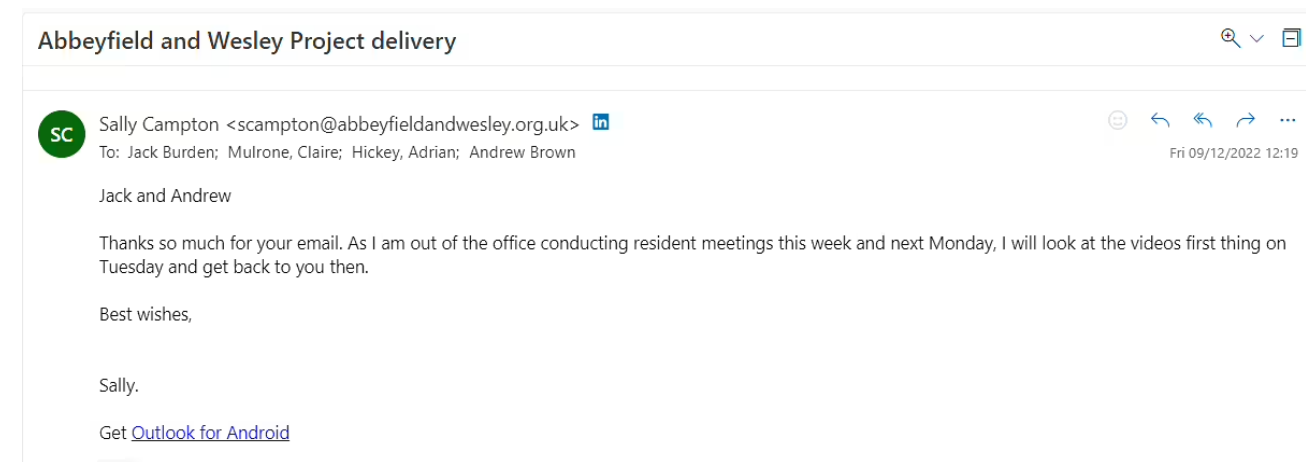 Abbeyfield and Wesley Project delivery
SC
Sally Campton <scampton@abbeyfieldandwesley.org.uk> in
To: Jack Burden; Mulrone, Claire; Hickey, Adrian; Andrew Brown
Fri 09/12/2022 12:19
Jack and Andrew
Thanks so much for your email. As I am out of the office conducting resident meetings this week and next Monday, I will look at the videos first thing on
Tuesday and get back to you then.
Best wishes,
Sally.
Get Outlook for Android